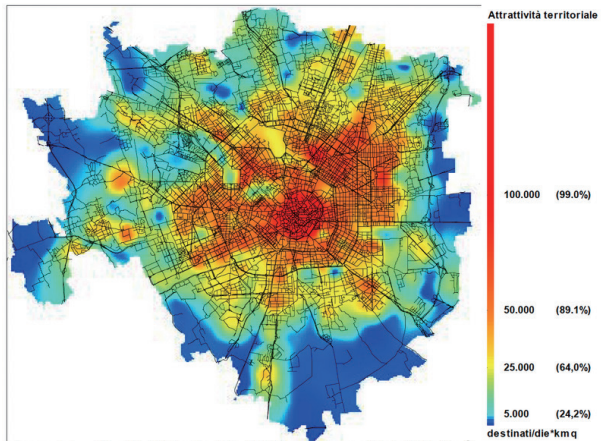 Attrattività territoriale
100.000 (99.0%)
50.000 (89.1%)
25.000 (64,0%)
5.000 (24,2%)
destinati/die*kmq